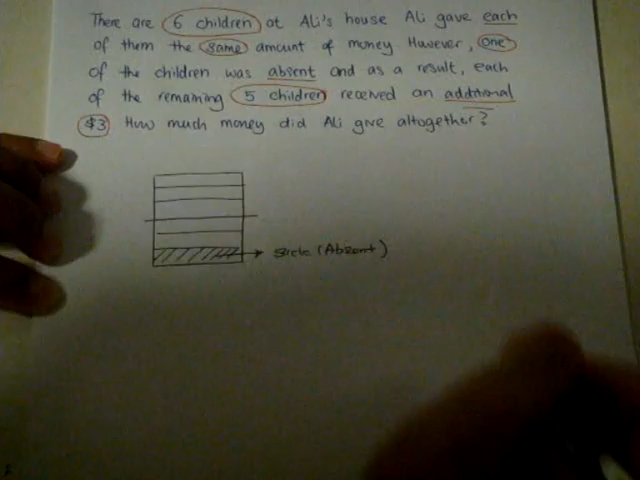 There are 6 children at Ali's house Ali gave each
of them the same amount of money However, one
of the children was absent and as a result, each
of the remaining 5 children received an additional
$3 How much money did Ali give altogether?
Sick (Absent)